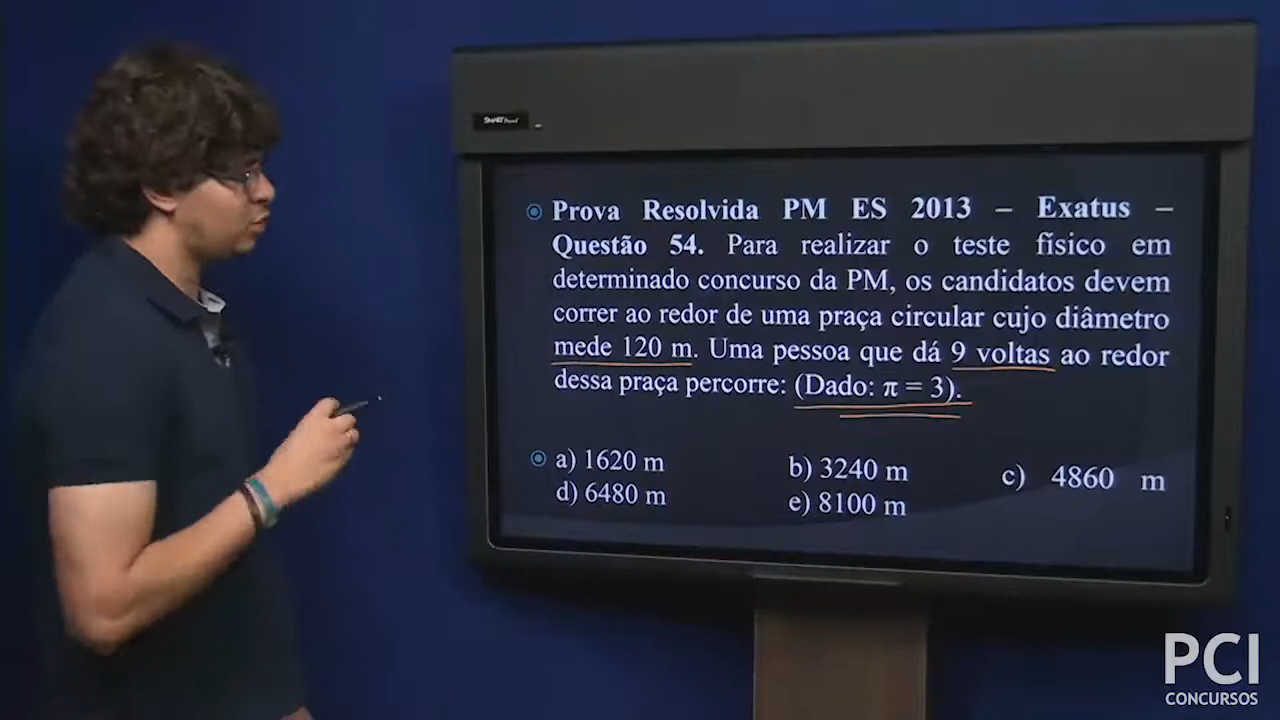 SMART Board
Prova Resolvida PM ES 2013 – Exatus –
Questão 54. Para realizar o teste físico em
determinado concurso da PM, os candidatos devem
correr ao redor de uma praça circular cujo diâmetro
mede 120 m. Uma pessoa que dá 9 voltas ao redor
dessa praça percorre: (Dado: π = 3).
a) 1620 m b) 3240 m c) 4860 m
d) 6480 m e) 8100 m
PCI
CONCURSOS